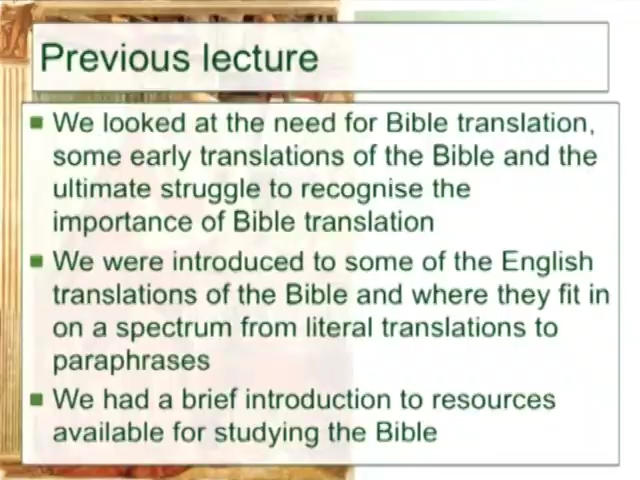 Previous lecture
We looked at the need for Bible translation,
some early translations of the Bible and the
ultimate struggle to recognise the
importance of Bible translation
We were introduced to some of the English
translations of the Bible and where they fit in
on a spectrum from literal translations to
paraphrases
We had a brief introduction to resources
available for studying the Bible